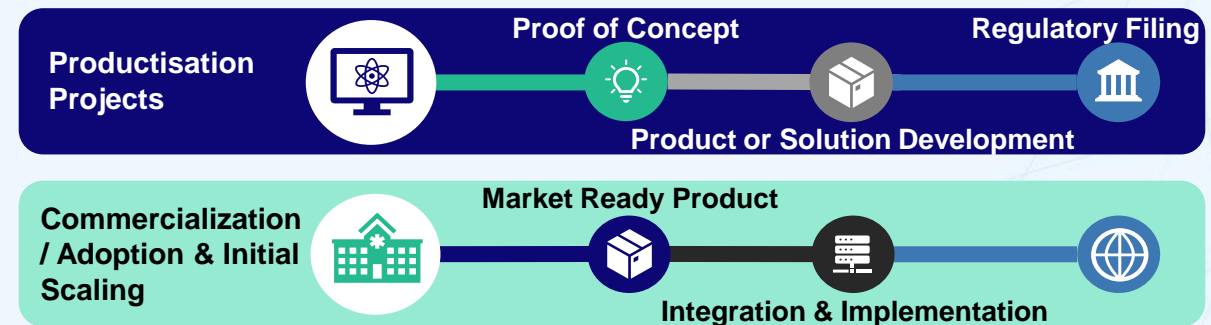 Productisation
Projects
Proof of Concept
Product or Solution Development
Regulatory Filing
Commercialization
/ Adoption & Initial
Scaling
Market Ready Product
Integration & Implementation